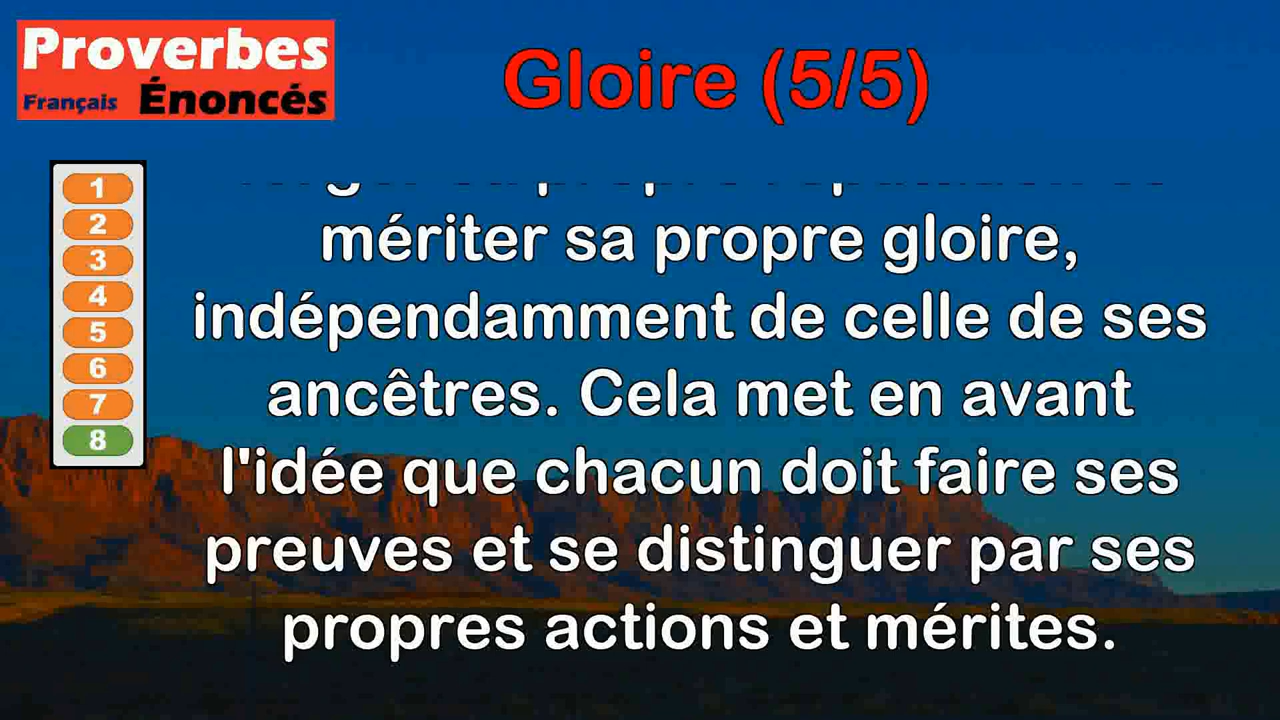 Proverbes
Français Énoncés
Gloire (5/5)
1
2
3
4
5
6
7
8
mériter sa propre gloire,
indépendamment de celle de ses
ancêtres. Cela met en avant
l'idée que chacun doit faire ses
preuves et se distinguer par ses
propres actions et mérites.